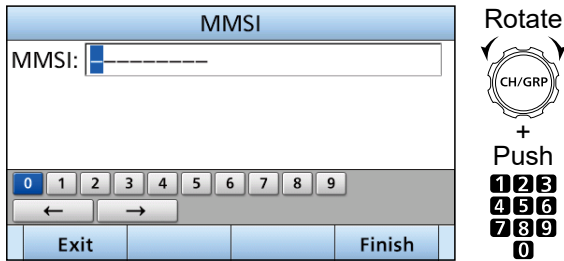 MMSI
MMSI: ---------
0 1 2 3 4 5 6 7 8 9
← →
Exit Finish
Rotate
CH/GRP
+
Push
1 2 3
4 5 6
7 8 9
0